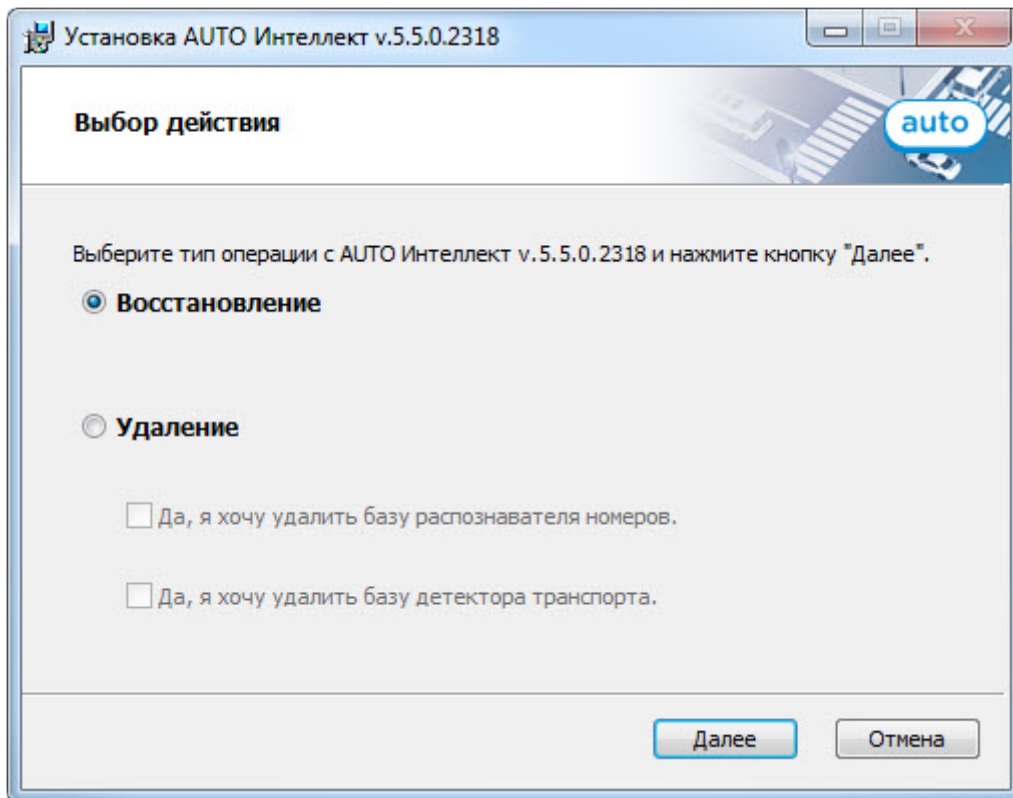 Установка AUTO Интеллект v.5.5.0.2318
Выбор действия
auto
Выберите тип операции с AUTO Интеллект v.5.5.0.2318 и нажмите кнопку "Далее".
Восстановление
Удаление
Да, я хочу удалить базу распознавателя номеров.
Да, я хочу удалить базу детектора транспорта.
Далее
Отмена